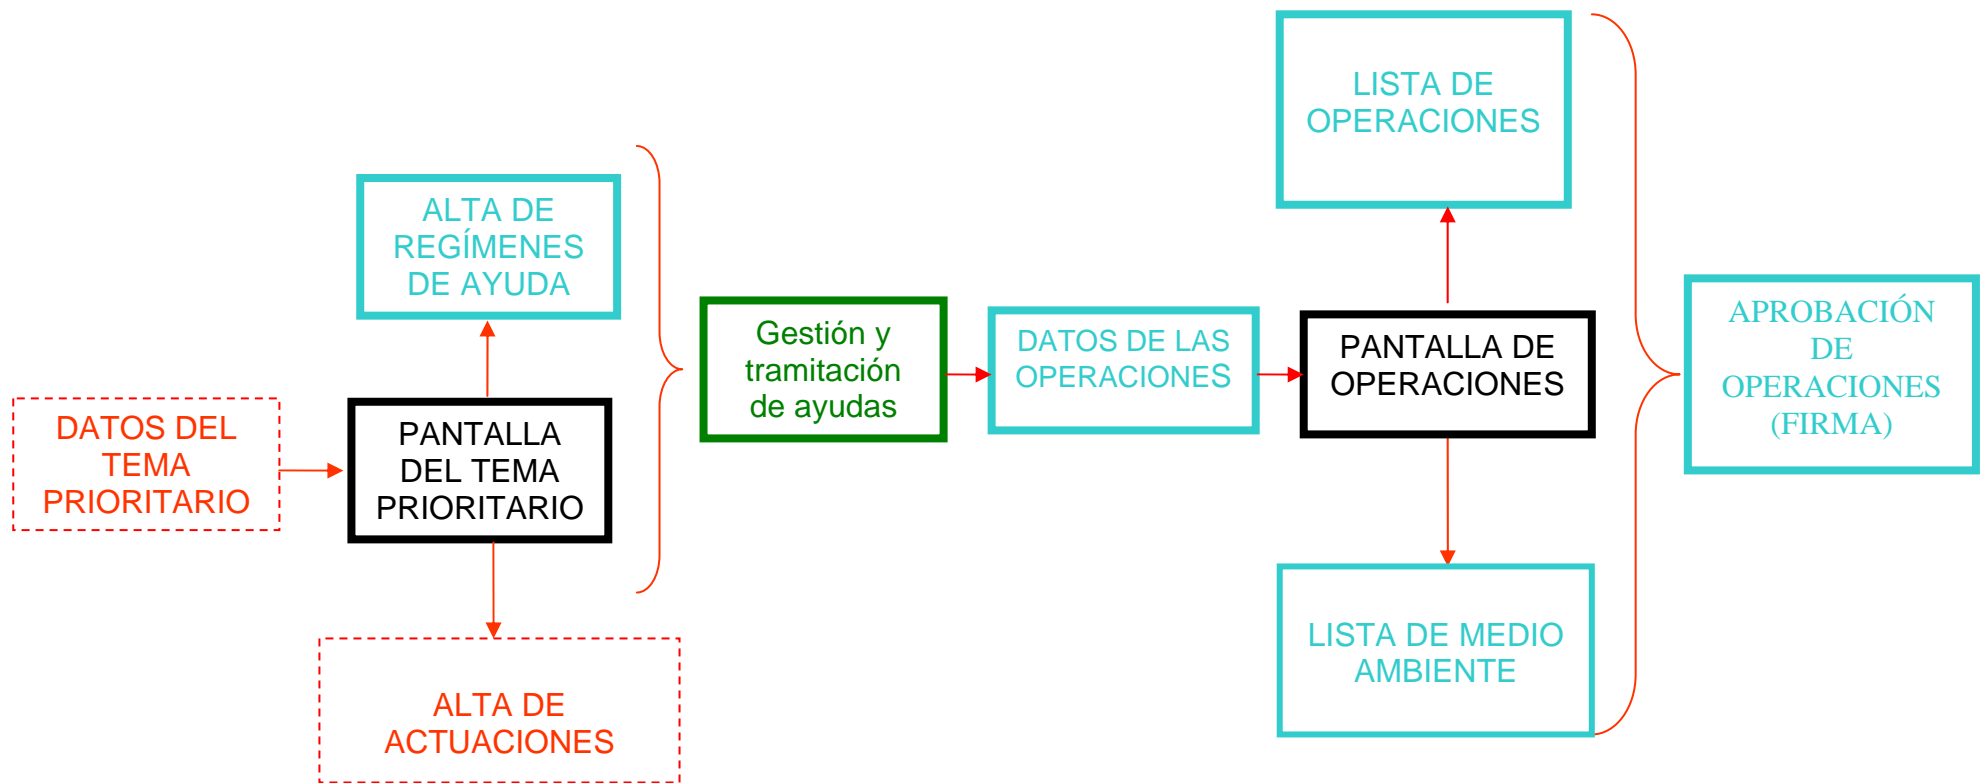 DATOS DEL
TEMA
PRIORITARIO
ALTA DE
REGÍMENES
DE AYUDA
PANTALLA
DEL TEMA
PRIORITARIO
ALTA DE
ACTUACIONES
Gestión y
tramitación
de ayudas
DATOS DE LAS
OPERACIONES
LISTA DE
OPERACIONES
PANTALLA DE
OPERACIONES
LISTA DE MEDIO
AMBIENTE
APROBACIÓN
DE
OPERACIONES
(FIRMA)